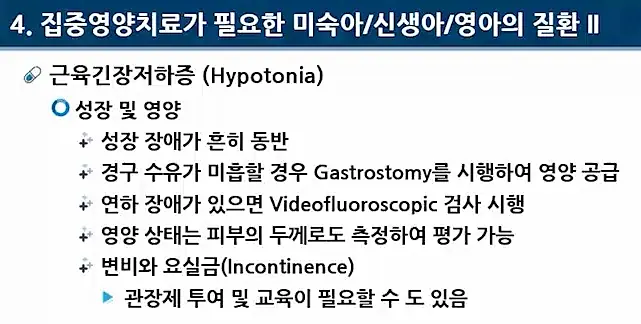 4. 집중영양치료가 필요한 미숙아/신생아/영아의 질환 II
근육긴장저하증 (Hypotonia)
성장 및 영양
성장 장애가 흔히 동반
경구 수유가 미흡할 경우 Gastrostomy를 시행하여 영양 공급
연하 장애가 있으면 Videofluoroscopic 검사 시행
영양 상태는 피부의 두께로도 측정하여 평가 가능
변비와 요실금(Incontinence)
관장제 투여 및 교육이 필요할 수 도 있음